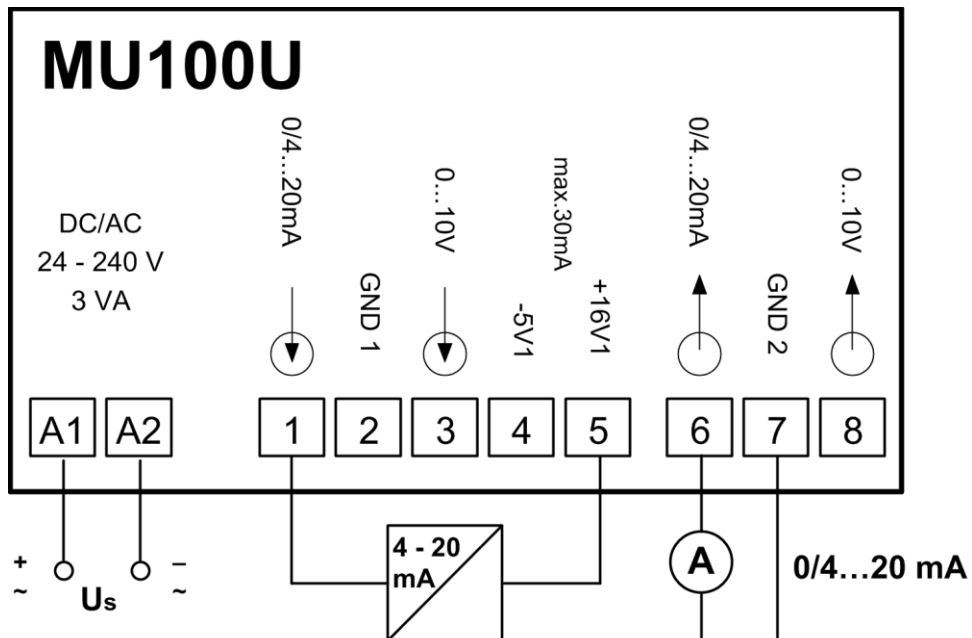 MU100U
DC/AC
24 - 240 V
3 VA
0/4...20mA
GND 1
0...10V
-5V1
max.30mA
+16V1
0/4...20mA
GND 2
0...10V
A1 A2 1 2 3 4 5 6 7 8
+ –
~ Us ~
4 - 20
mA
A
0/4...20 mA